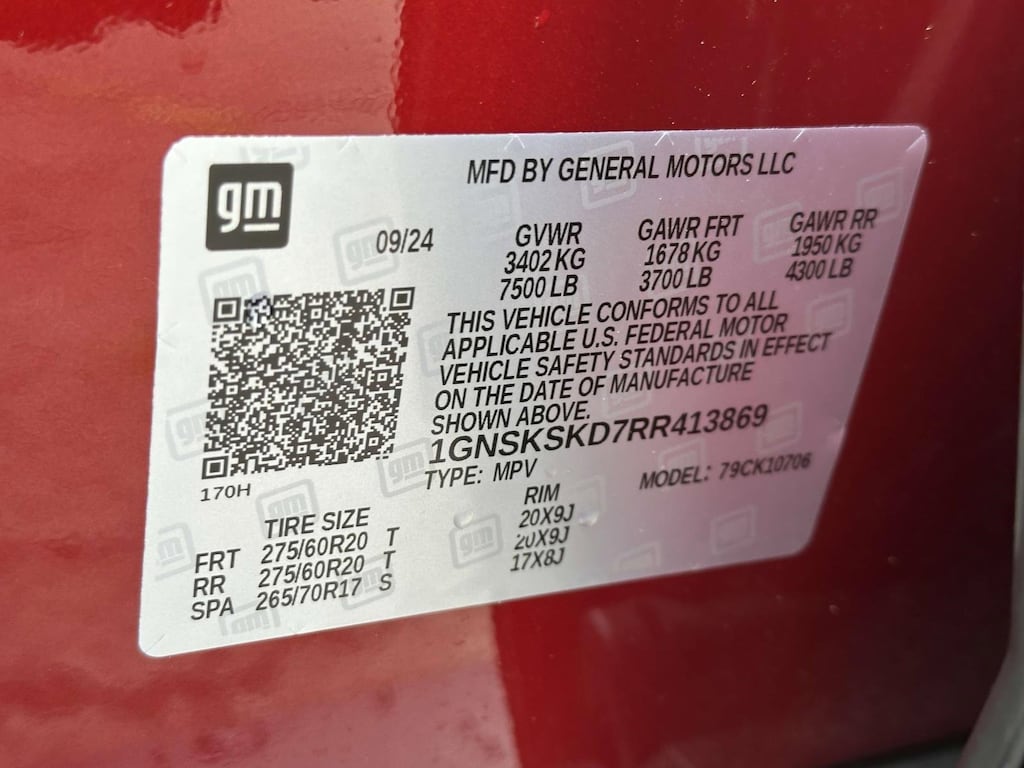 gm
MFD BY GENERAL MOTORS LLC
09/24
GVWR GAWR FRT GAWR RR
3402 KG 1678 KG 1950 KG
7500 LB 3700 LB 4300 LB
THIS VEHICLE CONFORMS TO ALL
APPLICABLE U.S. FEDERAL MOTOR
VEHICLE SAFETY STANDARDS IN EFFECT
ON THE DATE OF MANUFACTURE
SHOWN ABOVE.
1GNSKSKD7RR413869
TYPE: MPV MODEL: 79CK10706
170H
TIRE SIZE RIM
FRT 275/60R20 T 20X9J
RR 275/60R20 T 20X9J
SPA 265/70R17 S 17X8J